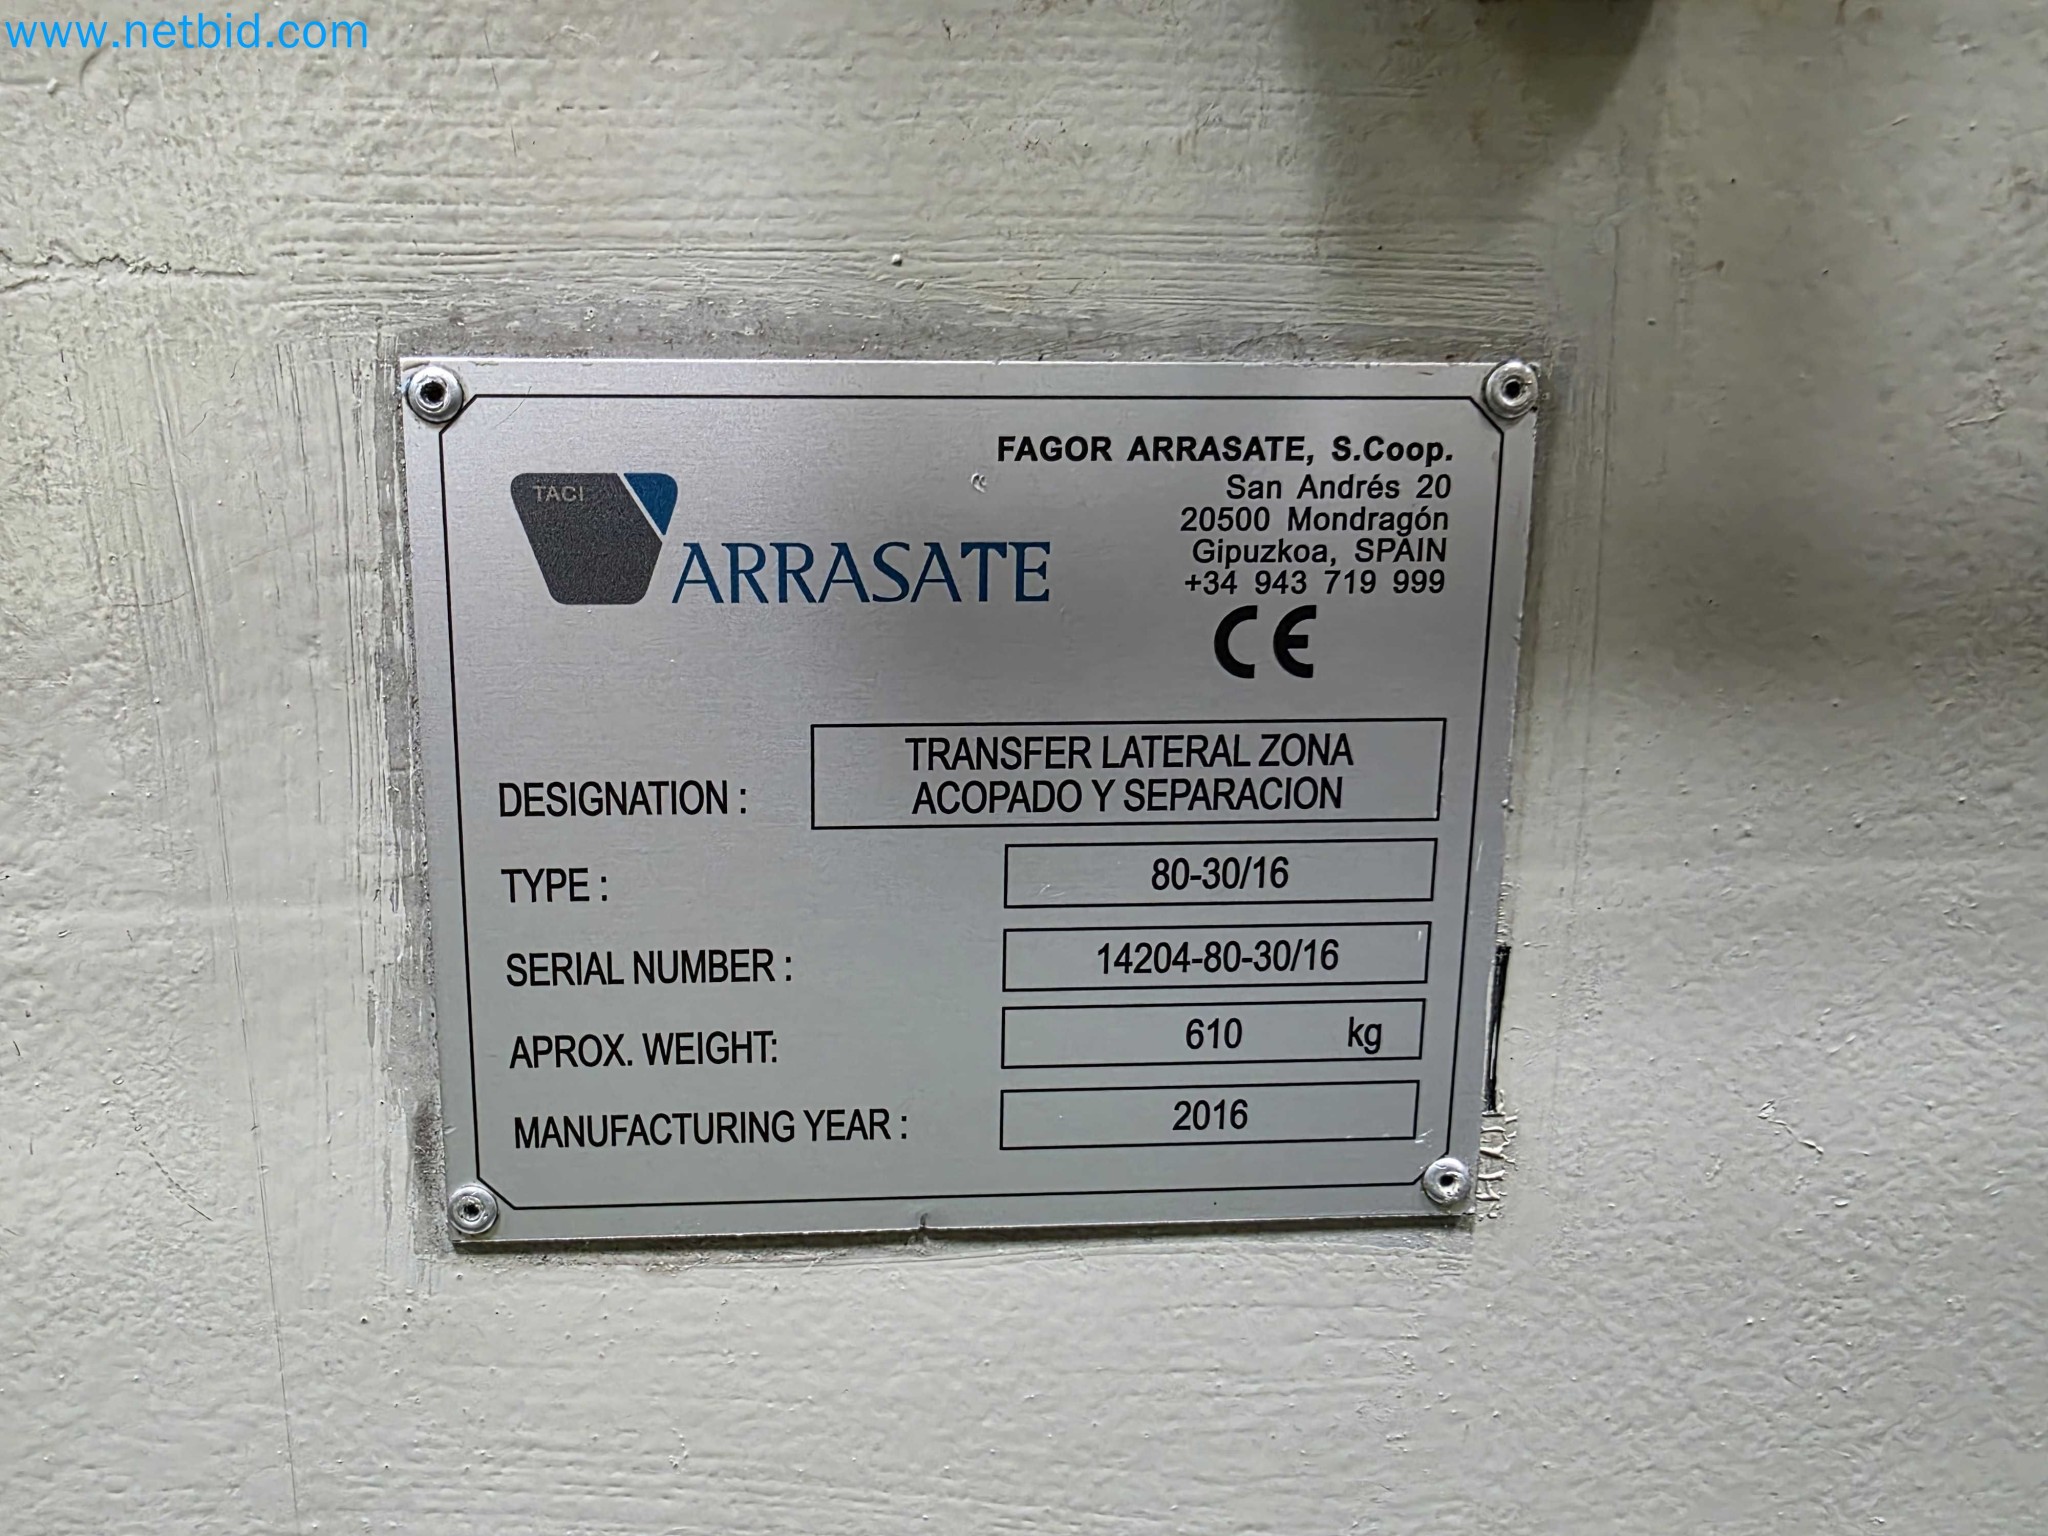 www.netbid.com
FAGOR ARRASATE, S.Coop.
San Andrés 20
20500 Mondragón
Gipuzkoa, SPAIN
+34 943 719 999
CE
TACI
ARRASATE
DESIGNATION : TRANSFER LATERAL ZONA
ACOPADO Y SEPARACION
TYPE : 80-30/16
SERIAL NUMBER : 14204-80-30/16
APROX. WEIGHT: 610 kg
MANUFACTURING YEAR : 2016